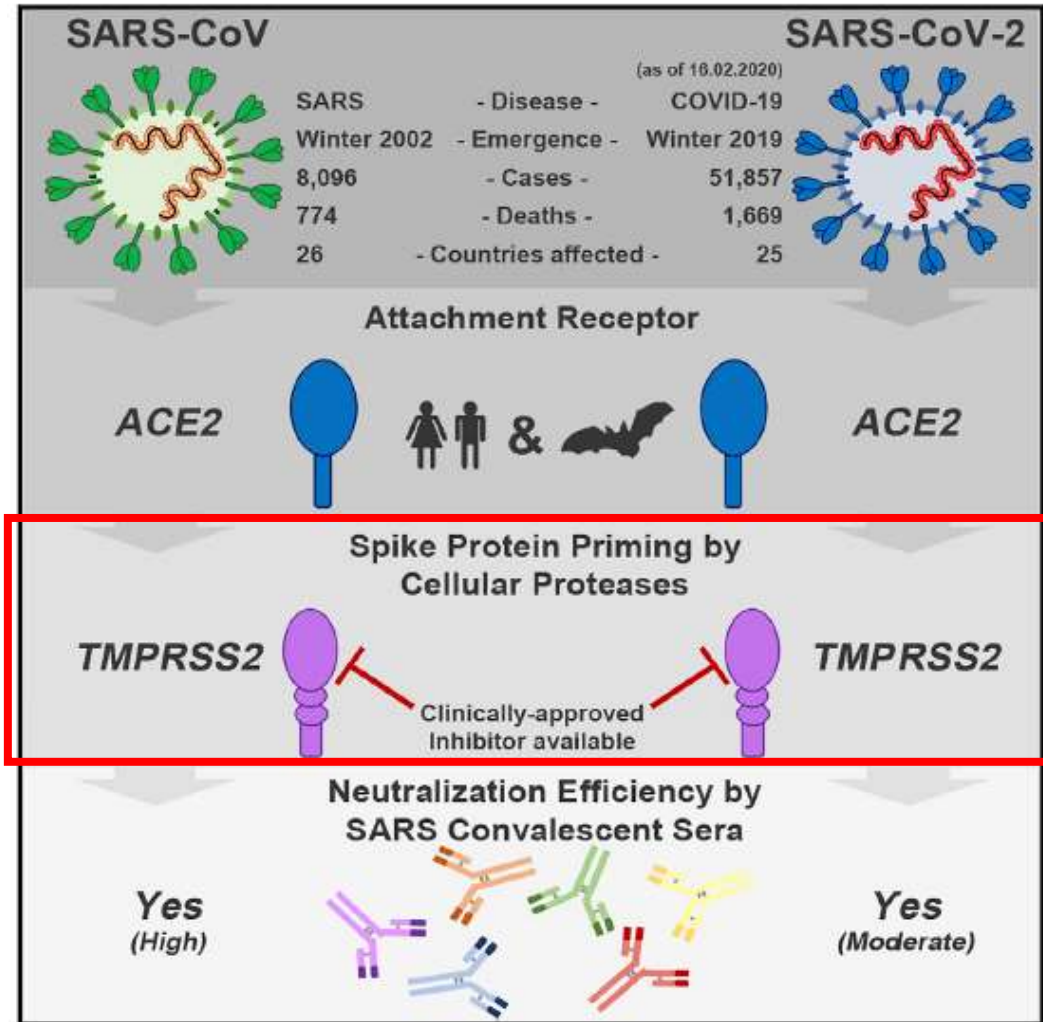 SARS-CoV
SARS-CoV-2
(as of 16.02.2020)
SARS - Disease - COVID-19
Winter 2002 - Emergence - Winter 2019
8,096 - Cases - 51,857
774 - Deaths - 1,669
26 - Countries affected - 25
Attachment Receptor
ACE2 & ACE2
Spike Protein Priming by
Cellular Proteases
TMPRSS2 TMPRSS2
Clinically-approved
Inhibitor available
Neutralization Efficiency by
SARS Convalescent Sera
Yes Yes
(High) (Moderate)